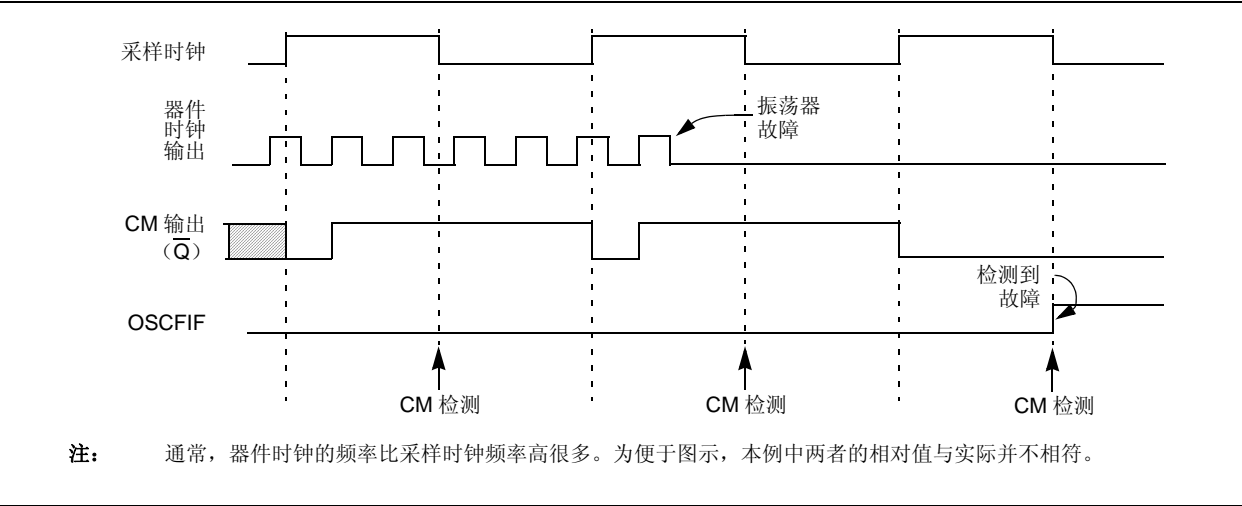 采样时钟
器件
时钟
输出
振荡器
故障
CM 输出
（Q̅）
检测到
故障
OSCFIF
CM 检测
CM 检测
CM 检测
注： 通常，器件时钟的频率比采样时钟频率高很多。为便于图示，本例中两者的相对值与实际并不相符。